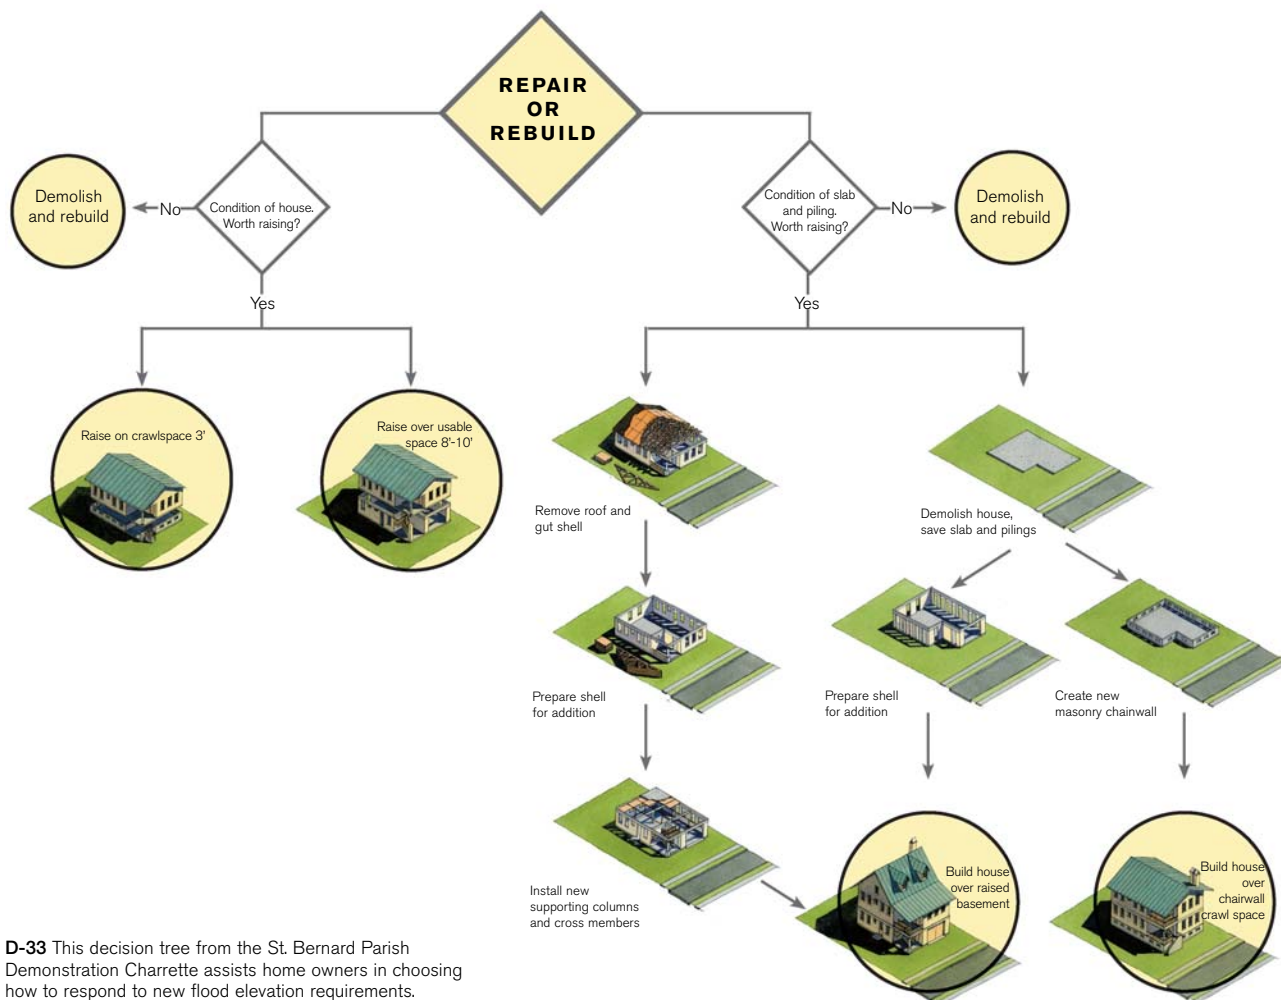 REPAIR
OR
REBUILD
Demolish
and rebuild
No
Condition of house.
Worth raising?
Condition of slab
and piling.
Worth raising?
No
Demolish
and rebuild
Yes
Yes
Raise on crawlspace 3'
Raise over usable
space 8'-10'
Remove roof and
gut shell
Demolish house,
save slab and pilings
Prepare shell
for addition
Prepare shell
for addition
Create new
masonry chainwall
Install new
supporting columns
and cross members
Build house
over raised
basement
Build house
over
chairwall
crawl space
D-33 This decision tree from the St. Bernard Parish
Demonstration Charrette assists home owners in choosing
how to respond to new flood elevation requirements.